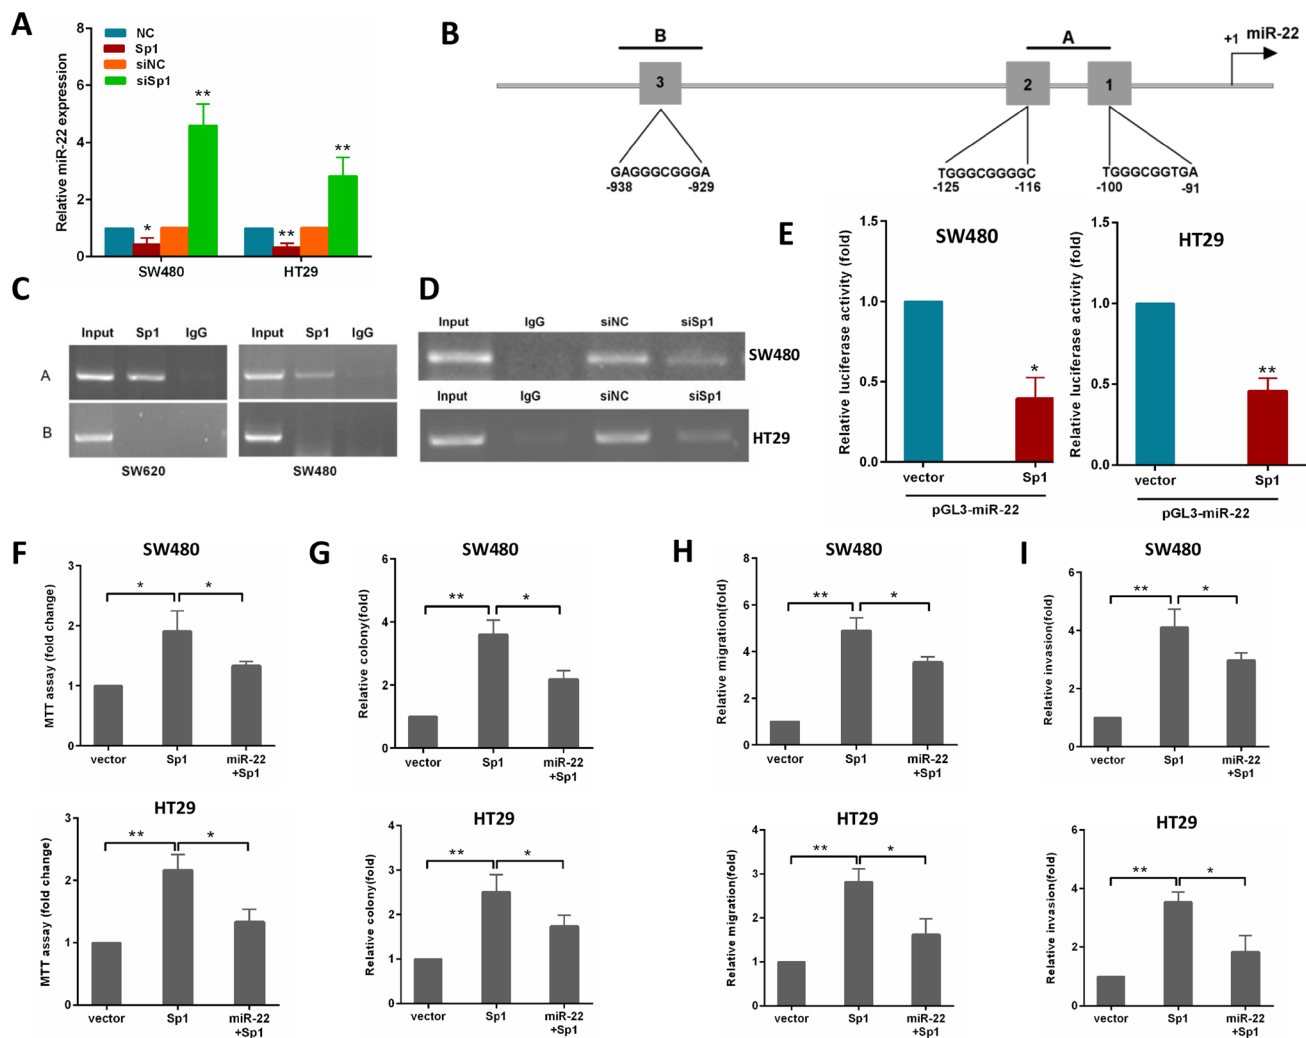 A
Relative miR-22 expression
8
6
4
2
0
NC
Sp1
siNC
siSp1
*
**
**
**
SW480
HT29
B
B
A
+1
miR-22
3
2
1
GAGGGCGGGA
-938
-929
TGGGCGGGGC
-125
-116
TGGGCGGTGA
-100
-91
C
Input Sp1 IgG
Input Sp1 IgG
A
B
SW620
SW480
D
Input IgG siNC siSp1
SW480
Input IgG siNC siSp1
HT29
E
SW480
Relative luciferase activity (fold)
1.5
1.0
0.5
0.0
*
vector
Sp1
pGL3-miR-22
HT29
Relative luciferase activity (fold)
1.5
1.0
0.5
0.0
**
vector
Sp1
pGL3-miR-22
F
SW480
MTT assay (fold change)
3
2
1
0
*
*
vector
Sp1
miR-22
+Sp1
HT29
MTT assay (fold change)
3
2
1
0
**
*
vector
Sp1
miR-22
+Sp1
G
SW480
Relative colony(fold)
6
4
2
0
**
*
vector
Sp1
miR-22
+Sp1
HT29
Relative colony(fold)
4
3
2
1
0
**
*
vector
Sp1
miR-22
+Sp1
H
SW480
Relative migration(fold)
8
6
4
2
0
**
*
vector
Sp1
miR-22
+Sp1
HT29
Relative migration(fold)
4
3
2
1
0
**
*
vector
Sp1
miR-22
+Sp1
I
SW480
Relative invasion(fold)
6
4
2
0
**
*
vector
Sp1
miR-22
+Sp1
HT29
Relative invasion(fold)
6
4
2
0
**
*
vector
Sp1
miR-22
+Sp1